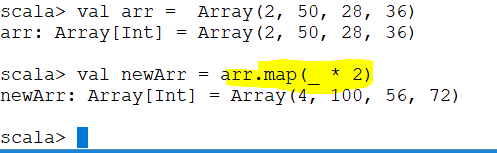 scala> val arr =  Array(2, 50, 28, 36)
arr: Array[Int] = Array(2, 50, 28, 36)
scala> val newArr = arr.map(_ * 2)
newArr: Array[Int] = Array(4, 100, 56, 72)
scala>